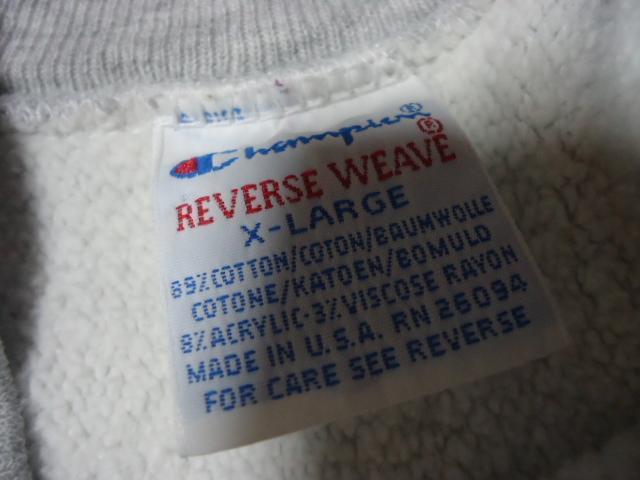 Champion®
REVERSE WEAVE®
X-LARGE
89% COTTON/COTON/BAUMWOLLE
COTONE/KATOEN/BOMULD
8% ACRYLIC·3% VISCOSE RAYON
MADE IN U.S.A. RN 26094
FOR CARE SEE REVERSE